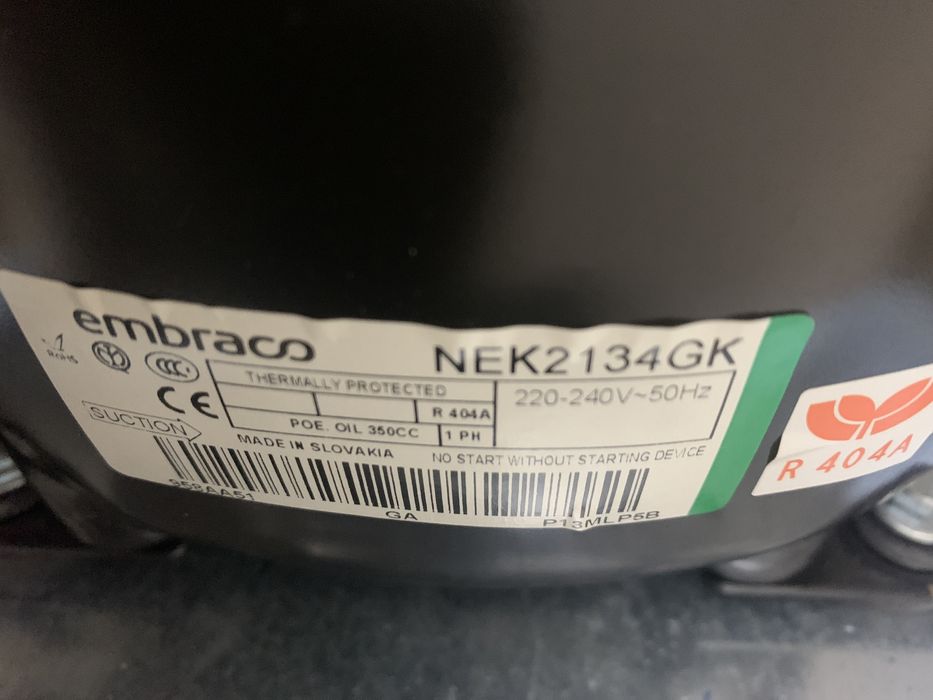 embraco
NEK2134GK
RoHS
CCC
CE
THERMALLY PROTECTED
220-240V~50Hz
R 404A
SUCTION
POE. OIL 350CC
1 PH
MADE IN SLOVAKIA
NO START WITHOUT STARTING DEVICE
GA
P13MLP5B
R 404A